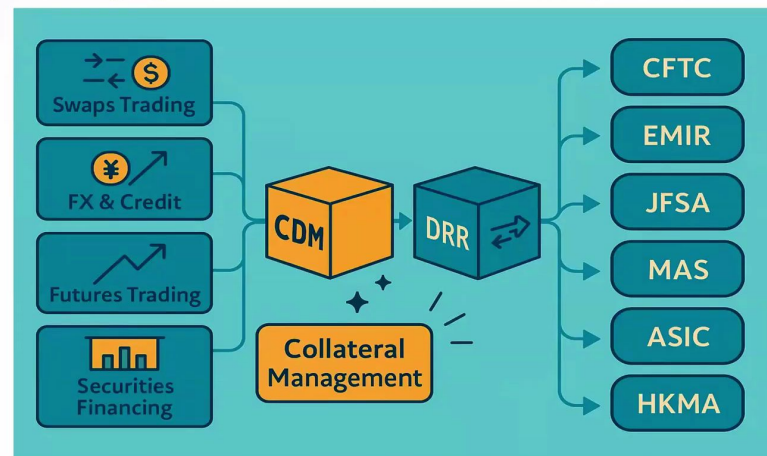 $
Swaps Trading
¥
FX & Credit
Futures Trading
Securities
Financing
CDM
DRR
Collateral
Management
CFTC
EMIR
JFSA
MAS
ASIC
HKMA